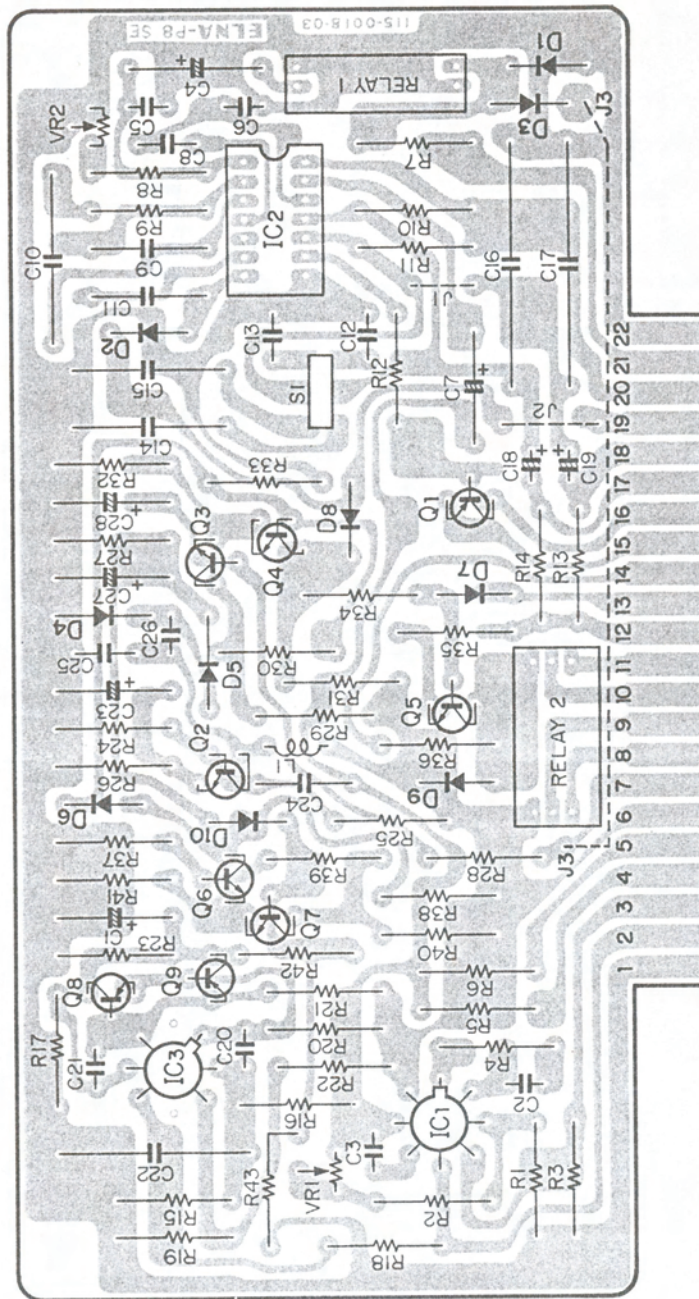 115-0018-03
ELNA-P8 SE
D1
C4
RELAY 1
D3
J3
VR2
C5
C6
C8
R7
R8
IC2
R9
R10
C10
C9
R11
C16
C17
C11
J1
D2
C13
C12
22
C15
S1
R12
C7
21
20
C14
J2
19
R32
R33
C18
C19
18
C28
Q3
D8
Q1
17
R27
Q4
16
C27
R14
R13
15
D4
D7
14
C26
R34
13
C25
D5
R30
R35
12
C23
R31
11
R24
Q2
R29
Q5
10
R26
L1
R36
RELAY 2
9
D6
C24
D9
8
D10
7
R37
R25
6
R41
Q6
R39
R28
J3
5
C1
Q7
R38
4
R23
R42
R40
3
Q8
Q9
R21
R6
2
R17
R20
R5
1
C21
IC3
C20
R22
R4
C2
R16
IC1
C22
R43
VR1
C3
R1
R3
R15
R2
R19
R18